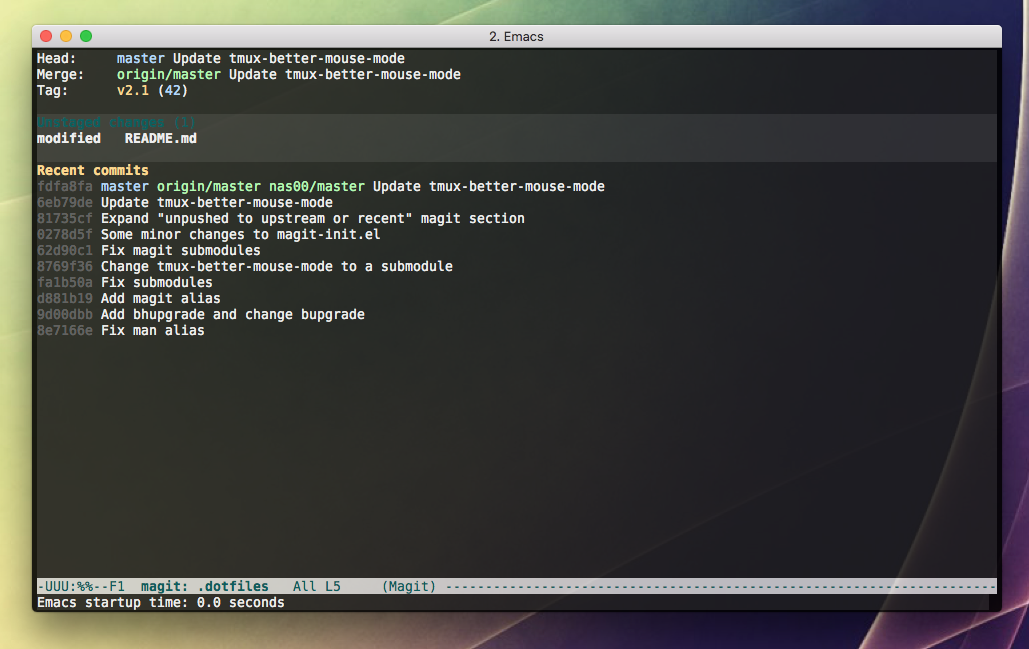 2. Emacs
Head:     master Update tmux-better-mouse-mode
Merge:    origin/master Update tmux-better-mouse-mode
Tag:      v2.1 (42)
Unstaged changes (1)
modified   README.md
Recent commits
fdfa8fa master origin/master nas00/master Update tmux-better-mouse-mode
6eb79de Update tmux-better-mouse-mode
81735cf Expand "unpushed to upstream or recent" magit section
0278d5f Some minor changes to magit-init.el
62d90c1 Fix magit submodules
8769f36 Change tmux-better-mouse-mode to a submodule
fa1b50a Fix submodules
d881b19 Add magit alias
9d00dbb Add bhupgrade and change bupgrade
8e7166e Fix man alias
-UUU:%%--F1  magit: .dotfiles   All L5     (Magit) ---------------------------------------------------------------------
Emacs startup time: 0.0 seconds